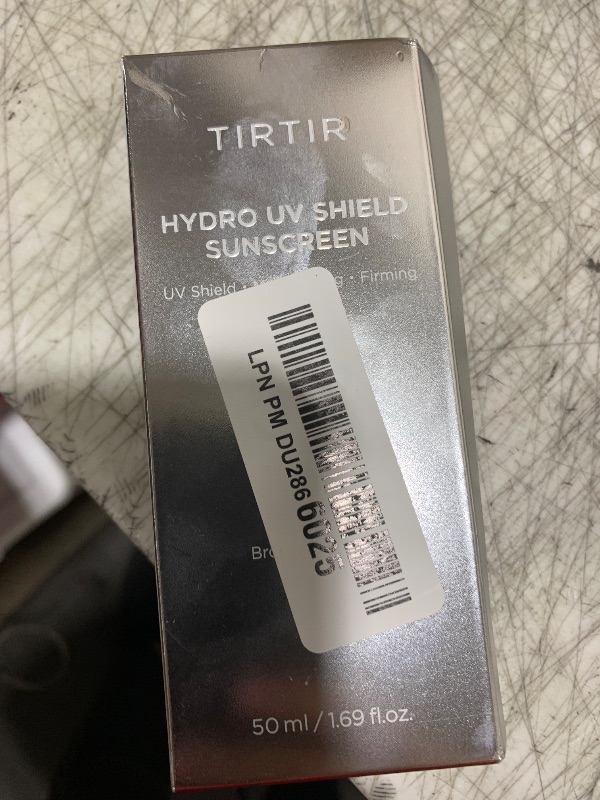 TIRTIR
HYDRO UV SHIELD
SUNSCREEN
UV Shield · · Firming
LPN PM DU2866025
50 ml / 1.69 fl.oz.